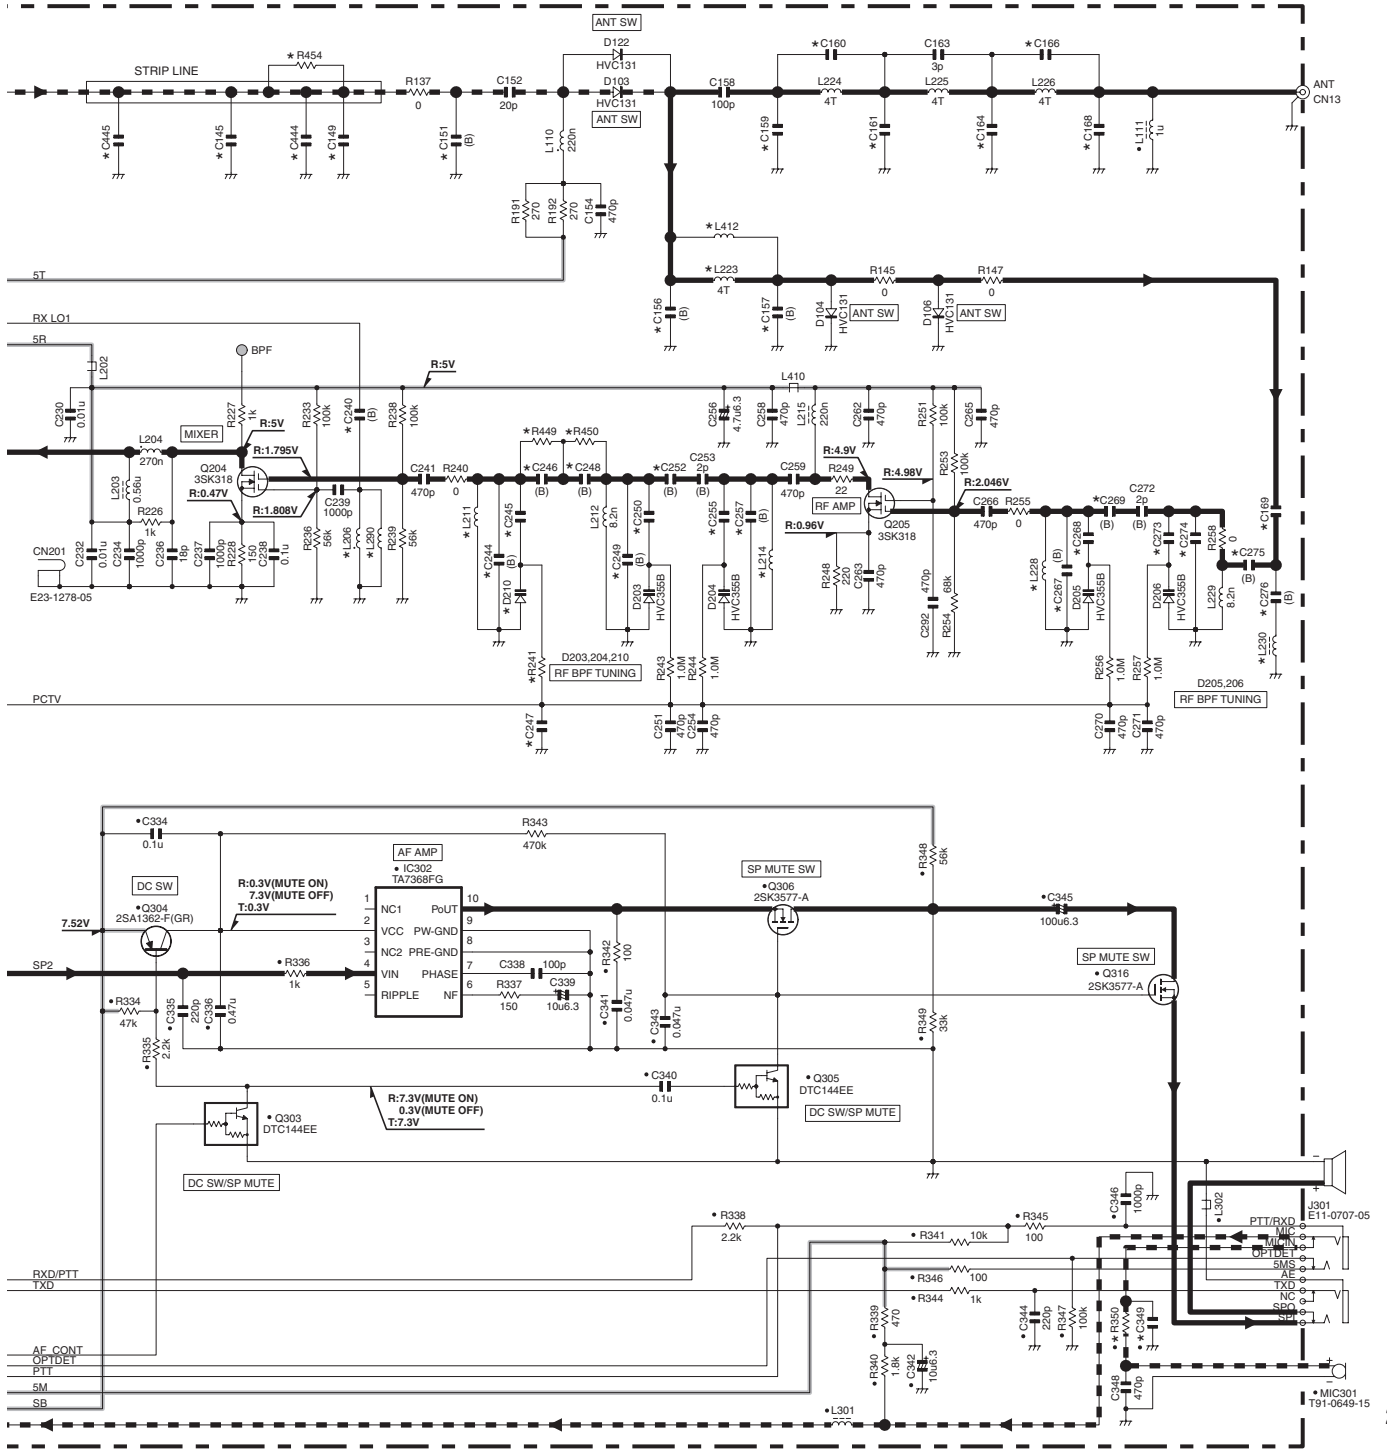 ANT SW
D122
HVC131
D103
HVC131
ANT SW
STRIP LINE
* R454
R137
0
C152
20p
* C445
* C145
* C444
* C149
* C151
(B)
L110
220n
R191
270
R192
270
C154
470p
C158
100p
* C160
C163
3p
* C166
L224
4T
L225
4T
L226
4T
* C159
* C161
* C164
* C168
• L111
1u
ANT
CN13
* L412
* L223
4T
* C156
(B)
* C157
(B)
D104
HVC131
R145
0
ANT SW
D106
HVC131
R147
0
ANT SW
5T
RX LO1
5R
L202
BPF
R:5V
C230
0.01u
R227
1k
R233
100k
* C240
(B)
R238
100k
MIXER
R:5V
L204
270n
Q204
3SK318
R:1.795V
R:0.47V
R:1.808V
C239
1000p
L203
0.56u
R226
1k
C232
0.01u
C234
1000p
C236
18p
C237
1000p
R228
150
C238
0.1u
R236
56k
* L206
* L290
R239
56k
CN201
E23-1278-05
C241
470p
R240
0
* R449
* R450
* C246
(B)
* C248
(B)
* C252
(B)
C253
2p
(B)
C259
470p
* L211
* C244
(B)
* C245
* D210
L212
8.2n
* C249
(B)
* C250
D203
HVC355B
* C255
D204
HVC355B
* C257
(B)
* L214
C256
4.7u6.3
C258
470p
L410
L215
220n
C262
470p
R251
100k
R253
100k
C265
470p
R:4.9V
R249
22
R:4.98V
RF AMP
R:2.046V
R:0.96V
Q205
3SK318
R248
220
C263
470p
C292
470p
R254
68k
C266
470p
R255
0
* C269
(B)
C272
2p
(B)
* L228
* C267
(B)
* C268
D205
HVC355B
* C273
D206
HVC355B
* C274
R258
0
L229
8.2n
* C275
(B)
* C169
* C276
(B)
* L230
* R241
D203,204,210
RF BPF TUNING
R243
1.0M
R244
1.0M
R256
1.0M
R257
1.0M
D205,206
RF BPF TUNING
PCTV
* C247
C251
470p
C254
470p
C270
470p
C271
470p
• C334
0.1u
R343
470k
AF AMP
• IC302
TA7368FG
DC SW
• Q304
2SA1362-F(GR)
R:0.3V(MUTE ON)
7.3V(MUTE OFF)
T:0.3V
7.52V
1
2
3
4
5
NC1
VCC
NC2
VIN
RIPPLE
PoUT
PW-GND
PRE-GND
PHASE
NF
10
9
8
7
6
SP MUTE SW
• Q306
2SK3577-A
• R348
56k
• C345
100u6.3
SP MUTE SW
• Q316
2SK3577-A
SP2
• R336
1k
C338
100p
R337
150
C339
10u6.3
• R342
100
• C341
0.047u
• C343
0.047u
• R349
33k
• R334
47k
• C335
220p
• C336
0.47u
• R335
2.2k
• C340
0.1u
• Q305
DTC144EE
DC SW/SP MUTE
R:7.3V(MUTE ON)
0.3V(MUTE OFF)
T:7.3V
• Q303
DTC144EE
DC SW/SP MUTE
• C346
1000p
• L302
J301
E11-0707-05
• R338
2.2k
• R345
100
• R341
10k
• R346
100
• R344
1k
PTT/RXD
MIC
MICIN
OPTDET
5MS
AE
TXD
NC
SPO
SPI
RXD/PTT
TXD
• R339
470
• C344
220p
• R347
100k
* R350
* C349
AF CONT
OPTDET
PTT
5M
SB
• R340
1.8k
• C342
10u6.3
C348
470p
• L301
• MIC301
T91-0649-15